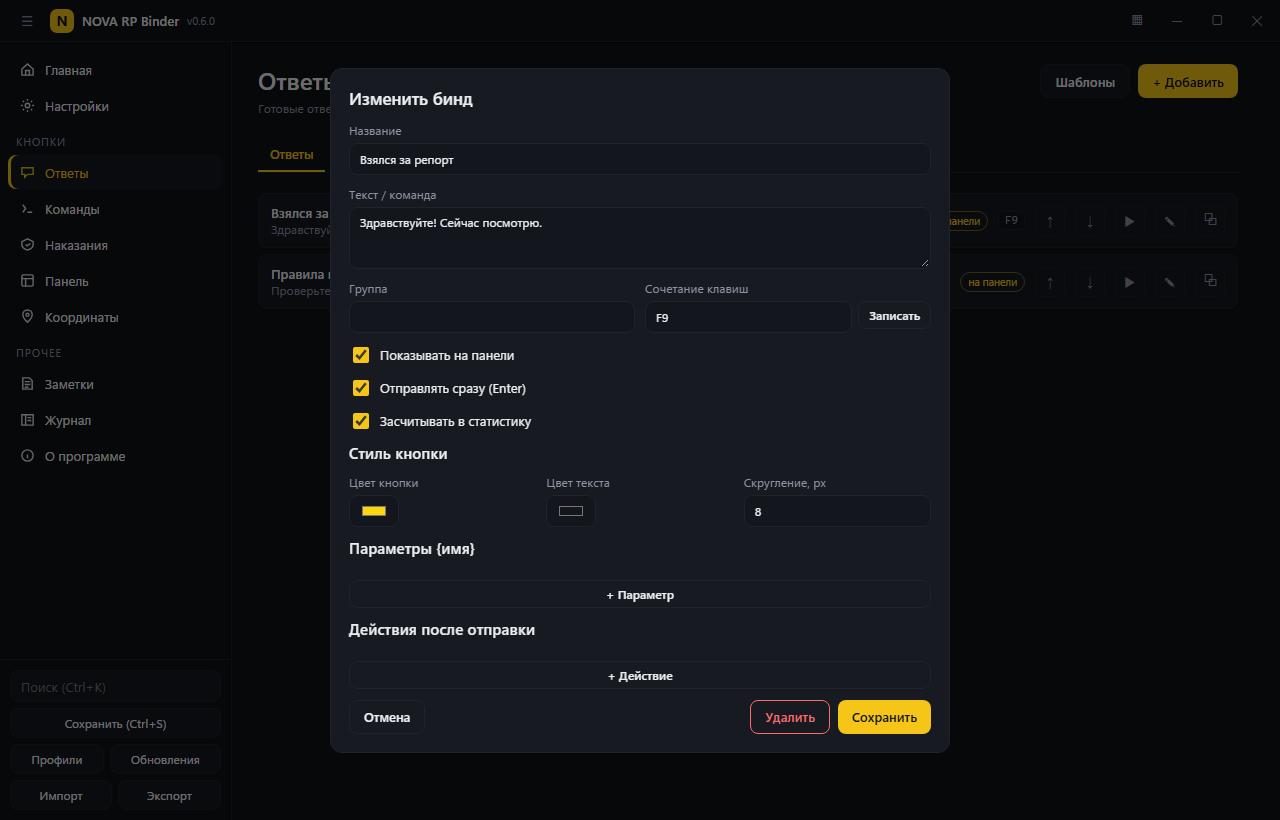 ☰ N NOVA RP Binder v0.6.0
Главная
Настройки
КНОПКИ
Ответы
Команды
Наказания
Панель
Координаты
ПРОЧЕЕ
Заметки
Журнал
О программе
Поиск (Ctrl+K)
Сохранить (Ctrl+S)
Профили Обновления
Импорт Экспорт
Ответы
Готовые отве
Шаблоны + Добавить
Ответы
Взялся за
Здравствуй
панели F9 ↑ ↓
Правила
Проверьте
на панели ↑ ↓
Изменить бинд
Название
Взялся за репорт
Текст / команда
Здравствуйте! Сейчас посмотрю.
Группа Сочетание клавиш
F9 Записать
Показывать на панели
Отправлять сразу (Enter)
Засчитывать в статистику
Стиль кнопки
Цвет кнопки Цвет текста Скругление, px
8
Параметры {имя}
+ Параметр
Действия после отправки
+ Действие
Отмена Удалить Сохранить